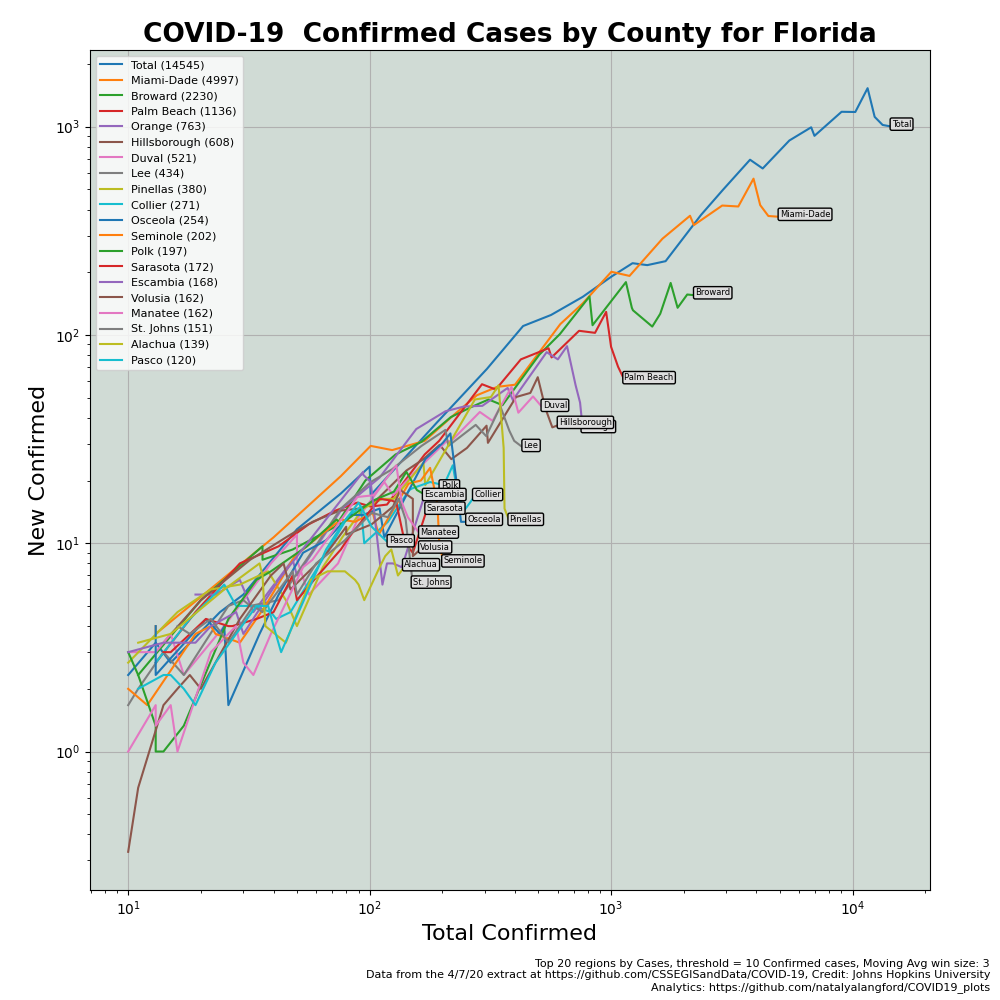 COVID-19  Confirmed Cases by County for Florida
Total (14545)
Miami-Dade (4997)
Broward (2230)
Palm Beach (1136)
Orange (763)
Hillsborough (608)
Duval (521)
Lee (434)
Pinellas (380)
Collier (271)
Osceola (254)
Seminole (202)
Polk (197)
Sarasota (172)
Escambia (168)
Volusia (162)
Manatee (162)
St. Johns (151)
Alachua (139)
Pasco (120)
New Confirmed
10³
10²
10¹
10⁰
Total
Miami-Dade
Broward
Palm Beach
Duval
Hillsborough
Lee
Polk
Escambia
Collier
Sarasota
Osceola
Pinellas
Manatee
Pasco
Volusia
Seminole
Alachua
St. Johns
10¹
10²
10³
10⁴
Total Confirmed
Top 20 regions by Cases, threshold = 10 Confirmed cases, Moving Avg win size: 3
Data from the 4/7/20 extract at https://github.com/CSSEGISandData/COVID-19, Credit: Johns Hopkins University
Analytics: https://github.com/natalyalangford/COVID19_plots